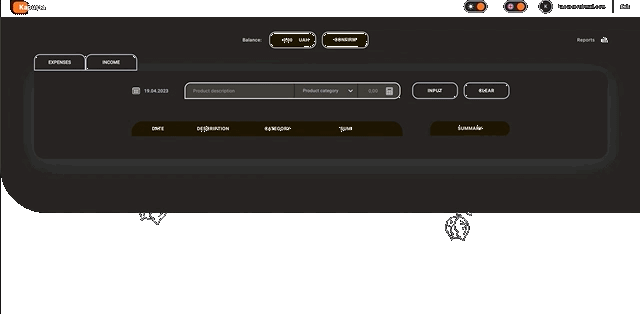 Balance: UAH
Reports
EXPENSES INCOME
19.04.2023 Product description Product category 0,00 INPUT CLEAR
DATE DESCRIPTION CATEGORY SUM SUMMARY